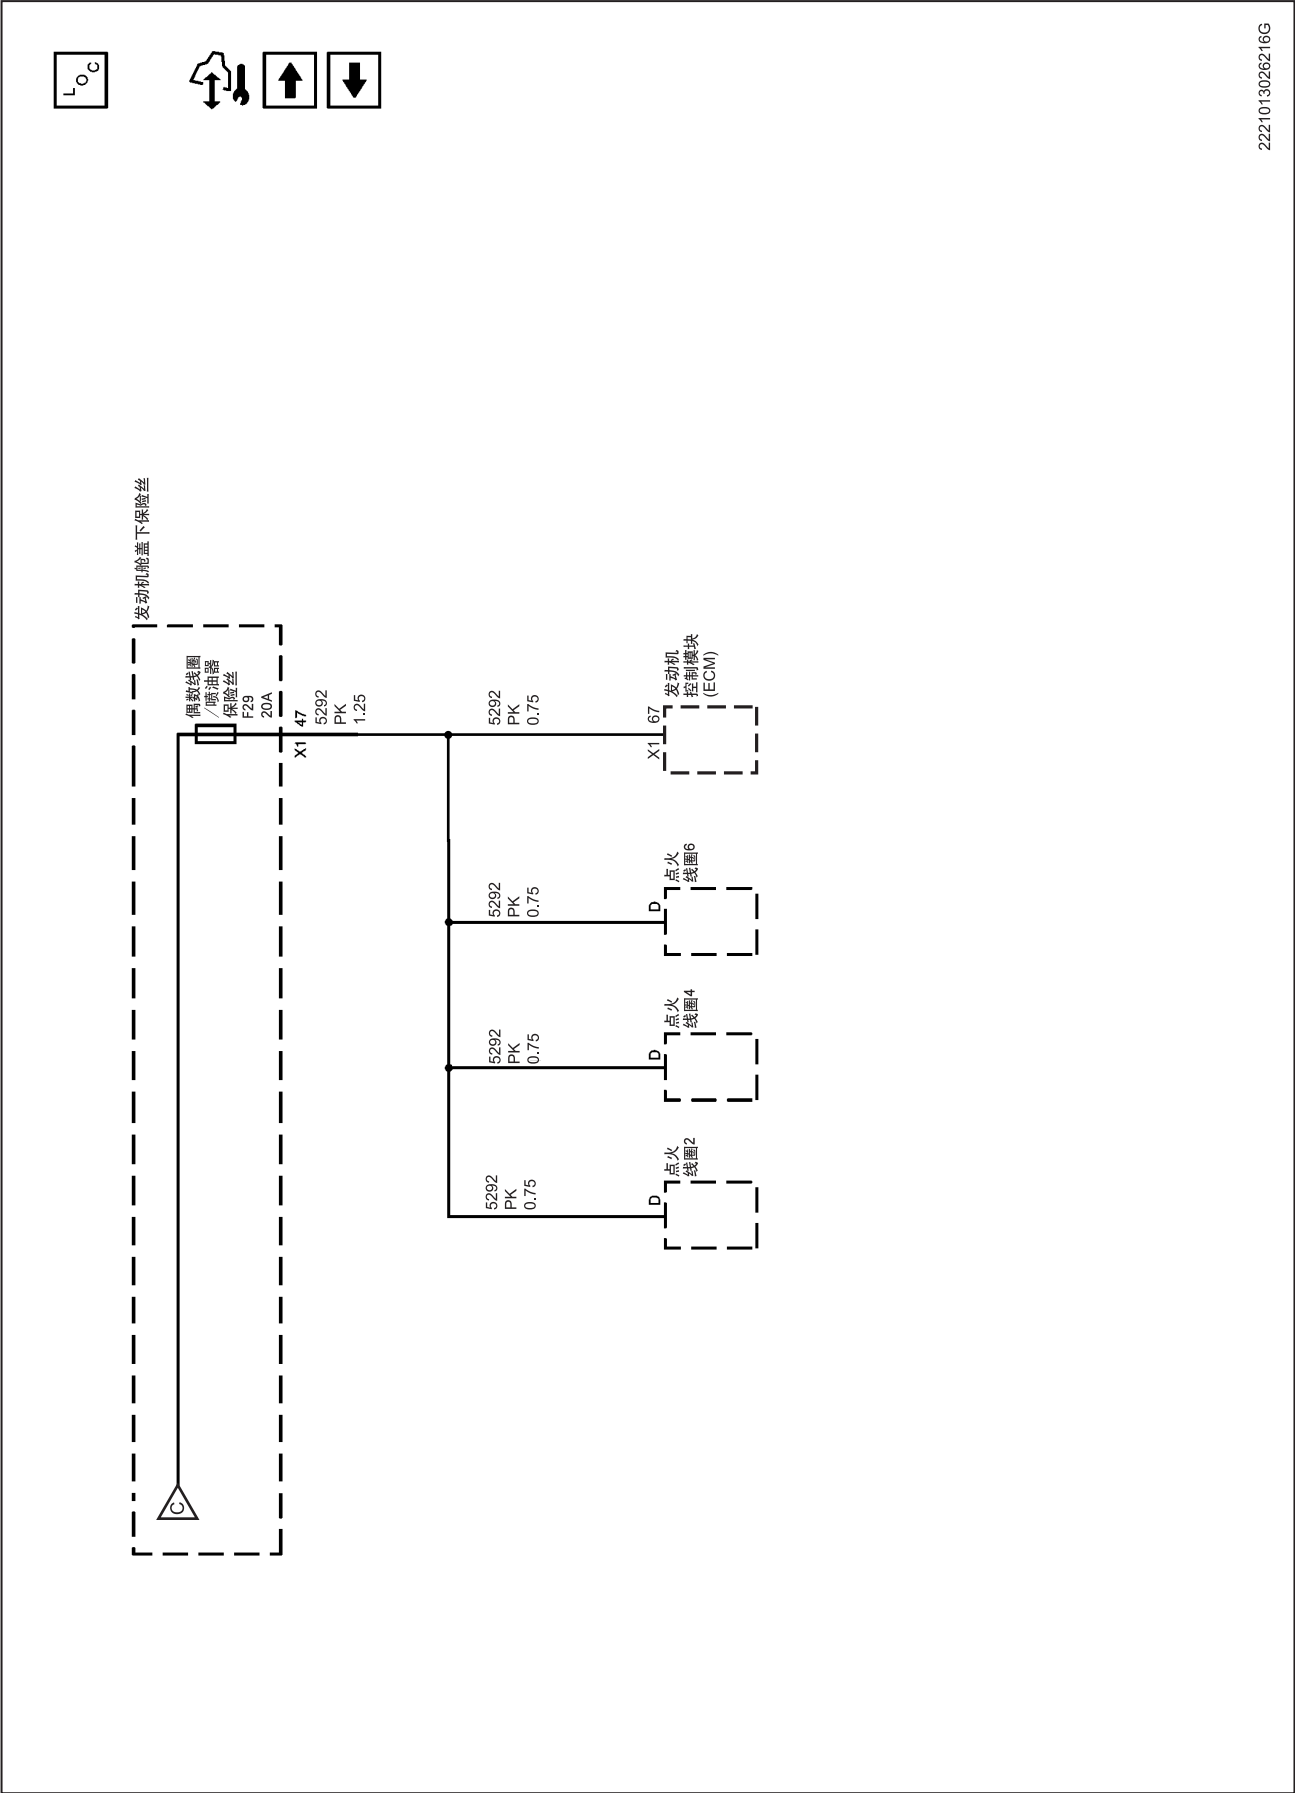 LOC
发动机舱盖下保险丝
C
偶数线圈
/喷油器
保险丝
F29
20A
X1 47
5292
PK
1.25
5292
PK
0.75
5292
PK
0.75
5292
PK
0.75
5292
PK
0.75
D
点火
线圈2
D
点火
线圈4
D
点火
线圈6
X1 67
发动机
控制模块
(ECM)
2221013026216G